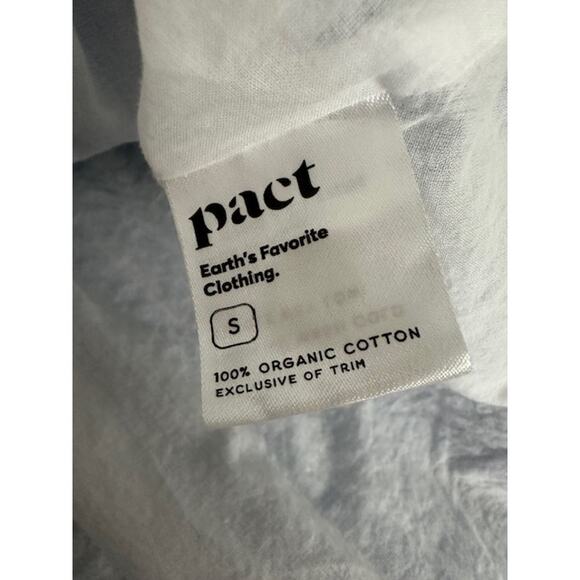 pact
Earth's Favorite
Clothing.
S
100% ORGANIC COTTON
EXCLUSIVE OF TRIM